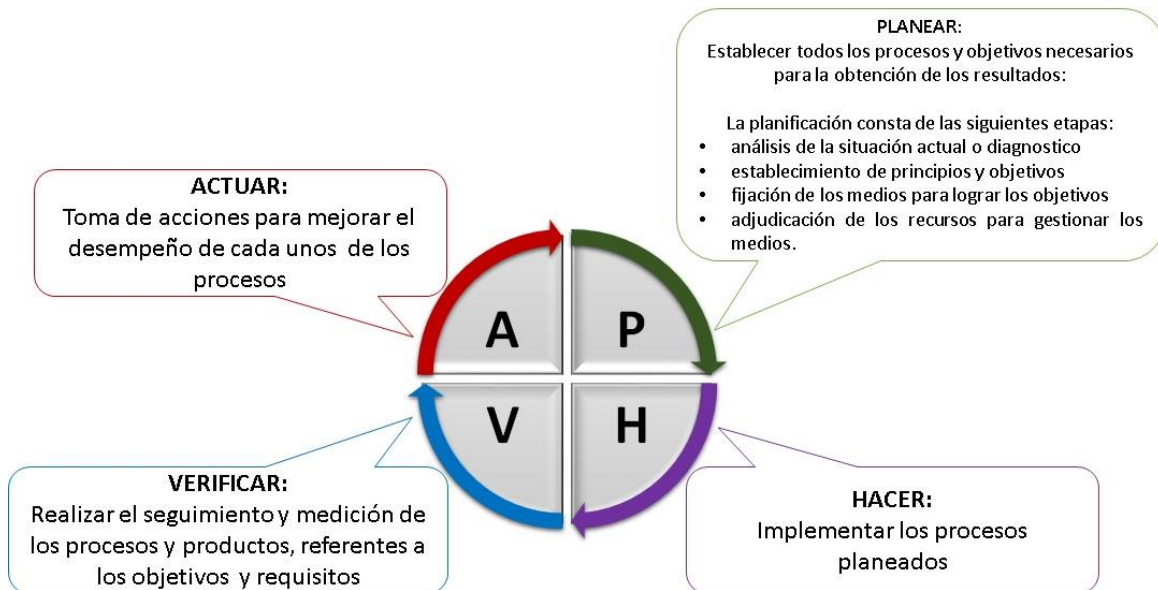 PLANEAR:
Establecer todos los procesos y objetivos necesarios
para la obtención de los resultados:
La planificación consta de las siguientes etapas:
• análisis de la situación actual o diagnostico
• establecimiento de principios y objetivos
• fijación de los medios para lograr los objetivos
• adjudicación de los recursos para gestionar los
medios.
ACTUAR:
Toma de acciones para mejorar el
desempeño de cada unos de los
procesos
A
P
V
H
VERIFICAR:
Realizar el seguimiento y medición de
los procesos y productos, referentes a
los objetivos y requisitos
HACER:
Implementar los procesos
planeados